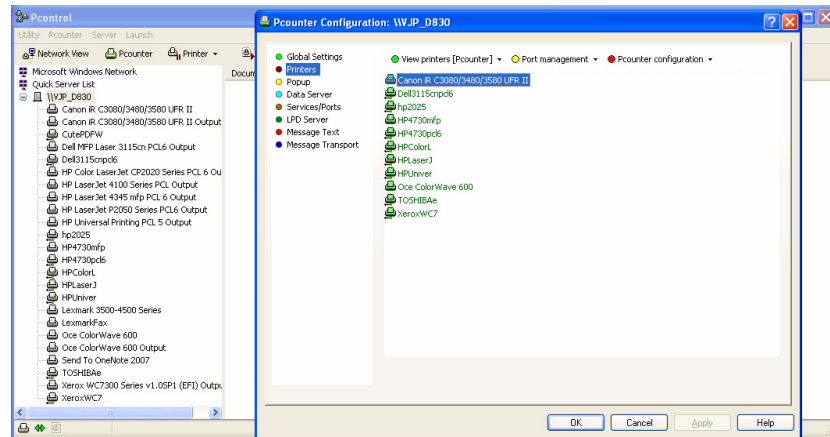 Pcontrol
Utility Pcounter Server Launch
Network View Pcounter Printer
Microsoft Windows Network
Quick Server List
\\VJP_D830
Canon iR C3080/3480/3580 UFR II
Canon iR C3080/3480/3580 UFR II Output
CutePDFW
Dell MFP Laser 3115cn PCL6 Output
Dell3115cnpcl6
HP Color LaserJet CP2020 Series PCL 6 Ou
HP LaserJet 4100 Series PCL Output
HP LaserJet 4345 mfp PCL 6 Output
HP LaserJet P2050 Series PCL6 Output
HP Universal Printing PCL 5 Output
hp2025
HP4730mfp
HP4730pcl6
HPColorL
HPLaserJ
HPUniver
Lexmark 3500-4500 Series
LexmarkFax
Oce ColorWave 600
Oce ColorWave 600 Output
Send To OneNote 2007
TOSHIBAe
Xerox WC7300 Series v1.0SP1 (EFI) Outpu
XeroxWC7
Docum
Pcounter Configuration: \\VJP_D830
Global Settings
Printers
Popup
Data Server
Services/Ports
LPD Server
Message Text
Message Transport
View printers [Pcounter] Port management Pcounter configuration
Canon iR C3080/3480/3580 UFR II
Dell3115cnpcl6
hp2025
HP4730mfp
HP4730pcl6
HPColorL
HPLaserJ
HPUniver
Oce ColorWave 600
TOSHIBAe
XeroxWC7
OK Cancel Apply Help